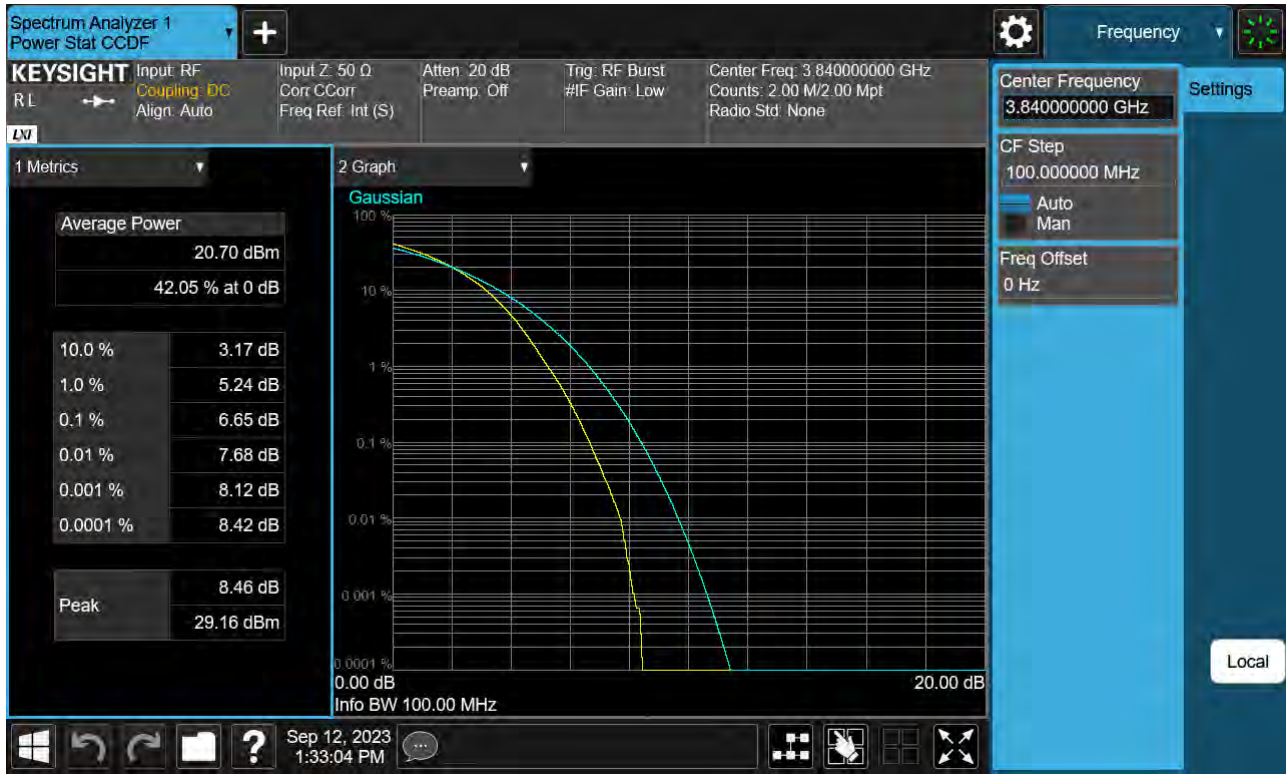 Spectrum Analyzer 1
Power Stat CCDF
+
Frequency
KEYSIGHT
RL
LXI
Input: RF
Coupling: DC
Align: Auto
Input Z: 50 Ω
Corr CCorr
Freq Ref: Int (S)
Atten: 20 dB
Preamp: Off
Trig: RF Burst
#IF Gain: Low
Center Freq: 3.840000000 GHz
Counts: 2.00 M/2.00 Mpt
Radio Std: None
Center Frequency
3.840000000 GHz
Settings
CF Step
100.000000 MHz
Auto
Man
Freq Offset
0 Hz
1 Metrics
Average Power
20.70 dBm
42.05 % at 0 dB
10.0 % 3.17 dB
1.0 % 5.24 dB
0.1 % 6.65 dB
0.01 % 7.68 dB
0.001 % 8.12 dB
0.0001 % 8.42 dB
Peak
8.46 dB
29.16 dBm
2 Graph
Gaussian
100 %
10 %
1 %
0.1 %
0.01 %
0.001 %
0.0001 %
0.00 dB
20.00 dB
Info BW 100.00 MHz
Local
?
Sep 12, 2023
1:33:04 PM